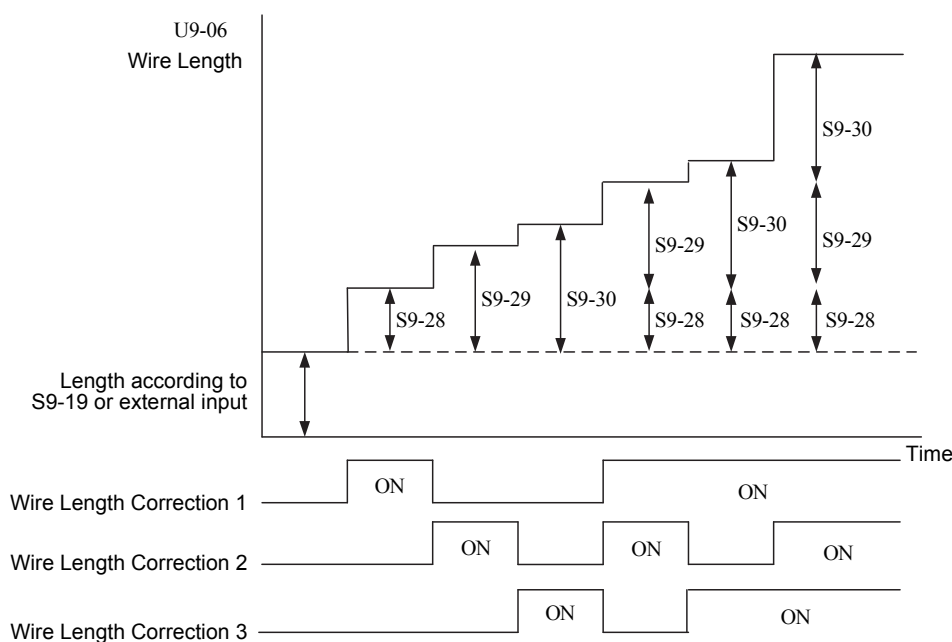 U9-06
Wire Length
S9-30
S9-29
S9-30
S9-29
S9-28
S9-29
S9-30
S9-28
S9-28
S9-28
Length according to
S9-19 or external input
Time
Wire Length Correction 1
ON
ON
Wire Length Correction 2
ON
ON
ON
Wire Length Correction 3
ON
ON